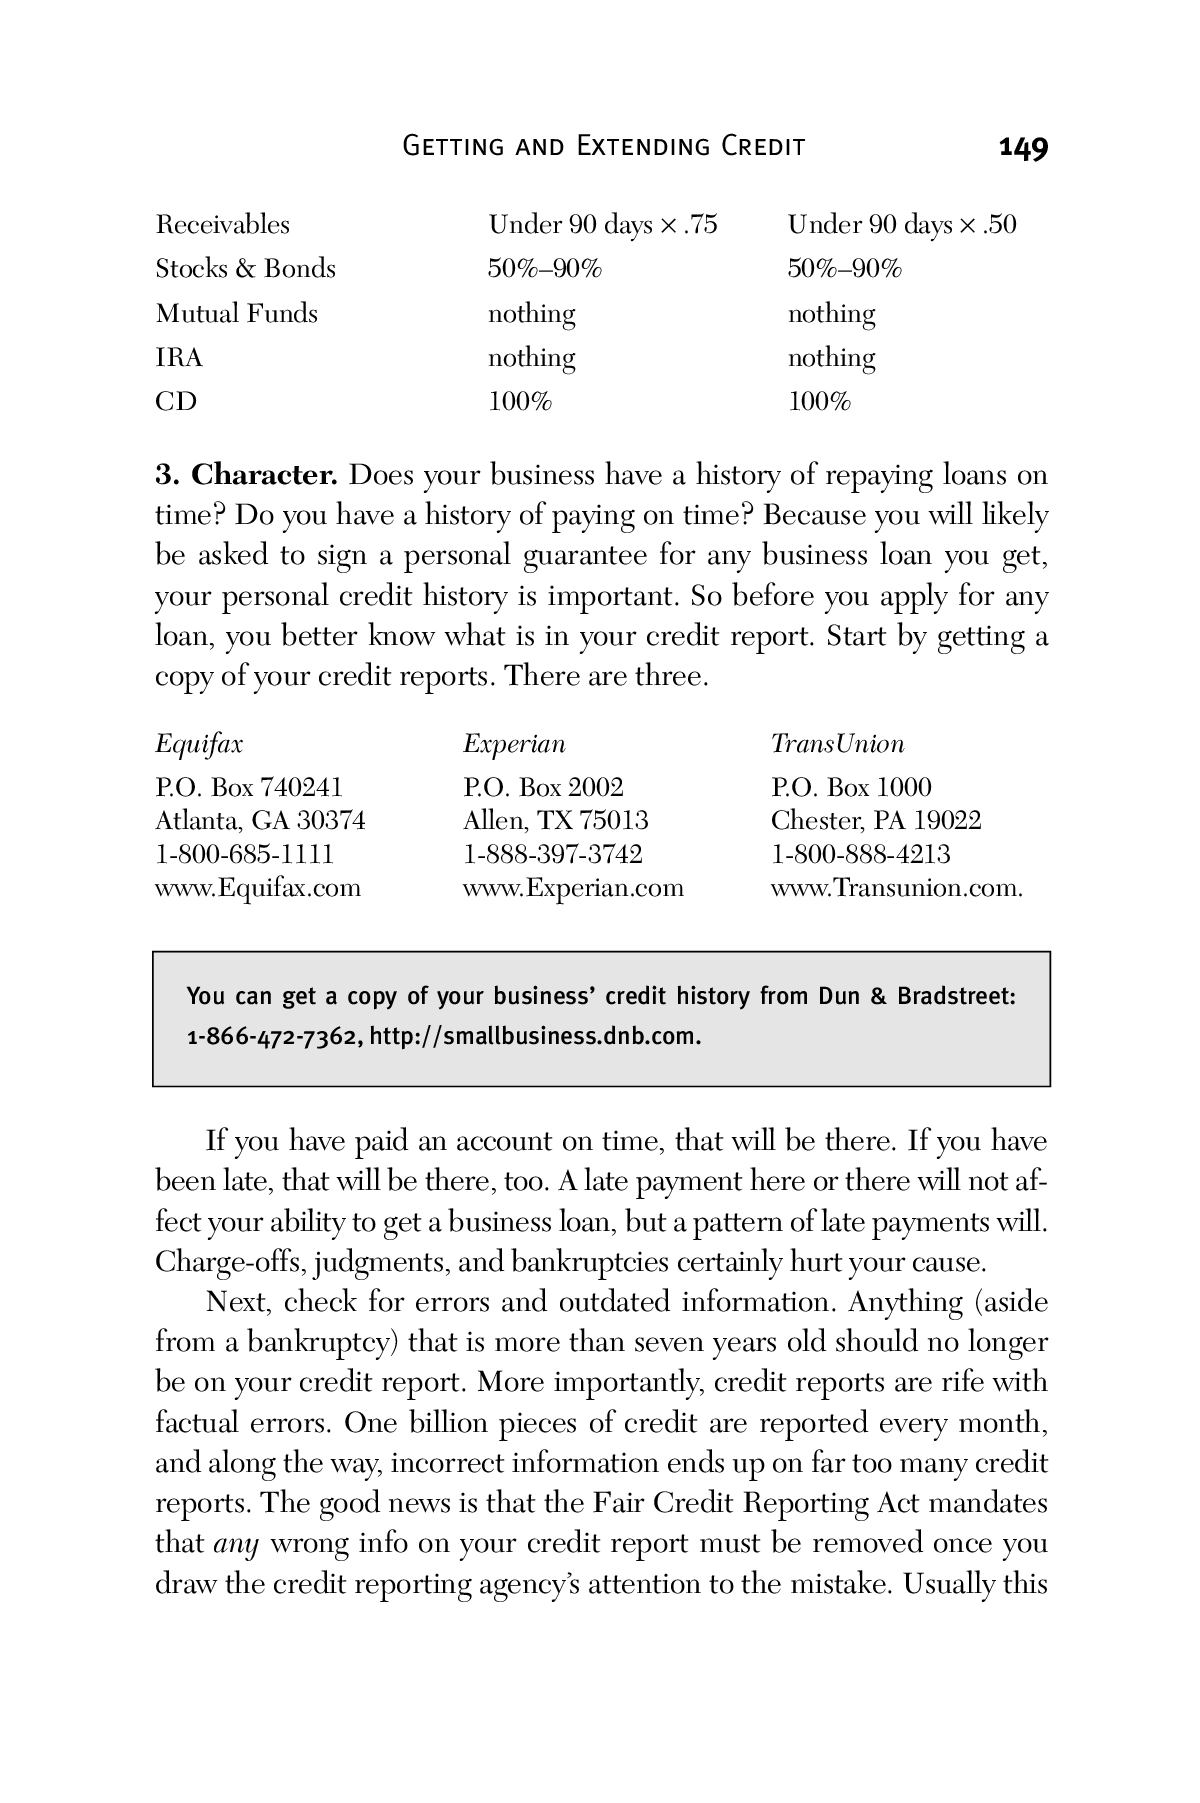 Getting and Extending Credit 149
Receivables Under 90 days × .75 Under 90 days × .50
Stocks & Bonds 50%–90% 50%–90%
Mutual Funds nothing nothing
IRA nothing nothing
CD 100% 100%
3. Character. Does your business have a history of repaying loans on
time? Do you have a history of paying on time? Because you will likely
be asked to sign a personal guarantee for any business loan you get,
your personal credit history is important. So before you apply for any
loan, you better know what is in your credit report. Start by getting a
copy of your credit reports. There are three.
Equifax Experian TransUnion
P.O. Box 740241 P.O. Box 2002 P.O. Box 1000
Atlanta, GA 30374 Allen, TX 75013 Chester, PA 19022
1-800-685-1111 1-888-397-3742 1-800-888-4213
www.Equifax.com www.Experian.com www.Transunion.com.
You can get a copy of your business’ credit history from Dun & Bradstreet:
1-866-472-7362, http://smallbusiness.dnb.com.
If you have paid an account on time, that will be there. If you have
been late, that will be there, too. A late payment here or there will not af-
fect your ability to get a business loan, but a pattern of late payments will.
Charge-offs, judgments, and bankruptcies certainly hurt your cause.
Next, check for errors and outdated information. Anything (aside
from a bankruptcy) that is more than seven years old should no longer
be on your credit report. More importantly, credit reports are rife with
factual errors. One billion pieces of credit are reported every month,
and along the way, incorrect information ends up on far too many credit
reports. The good news is that the Fair Credit Reporting Act mandates
that any wrong info on your credit report must be removed once you
draw the credit reporting agency’s attention to the mistake. Usually this